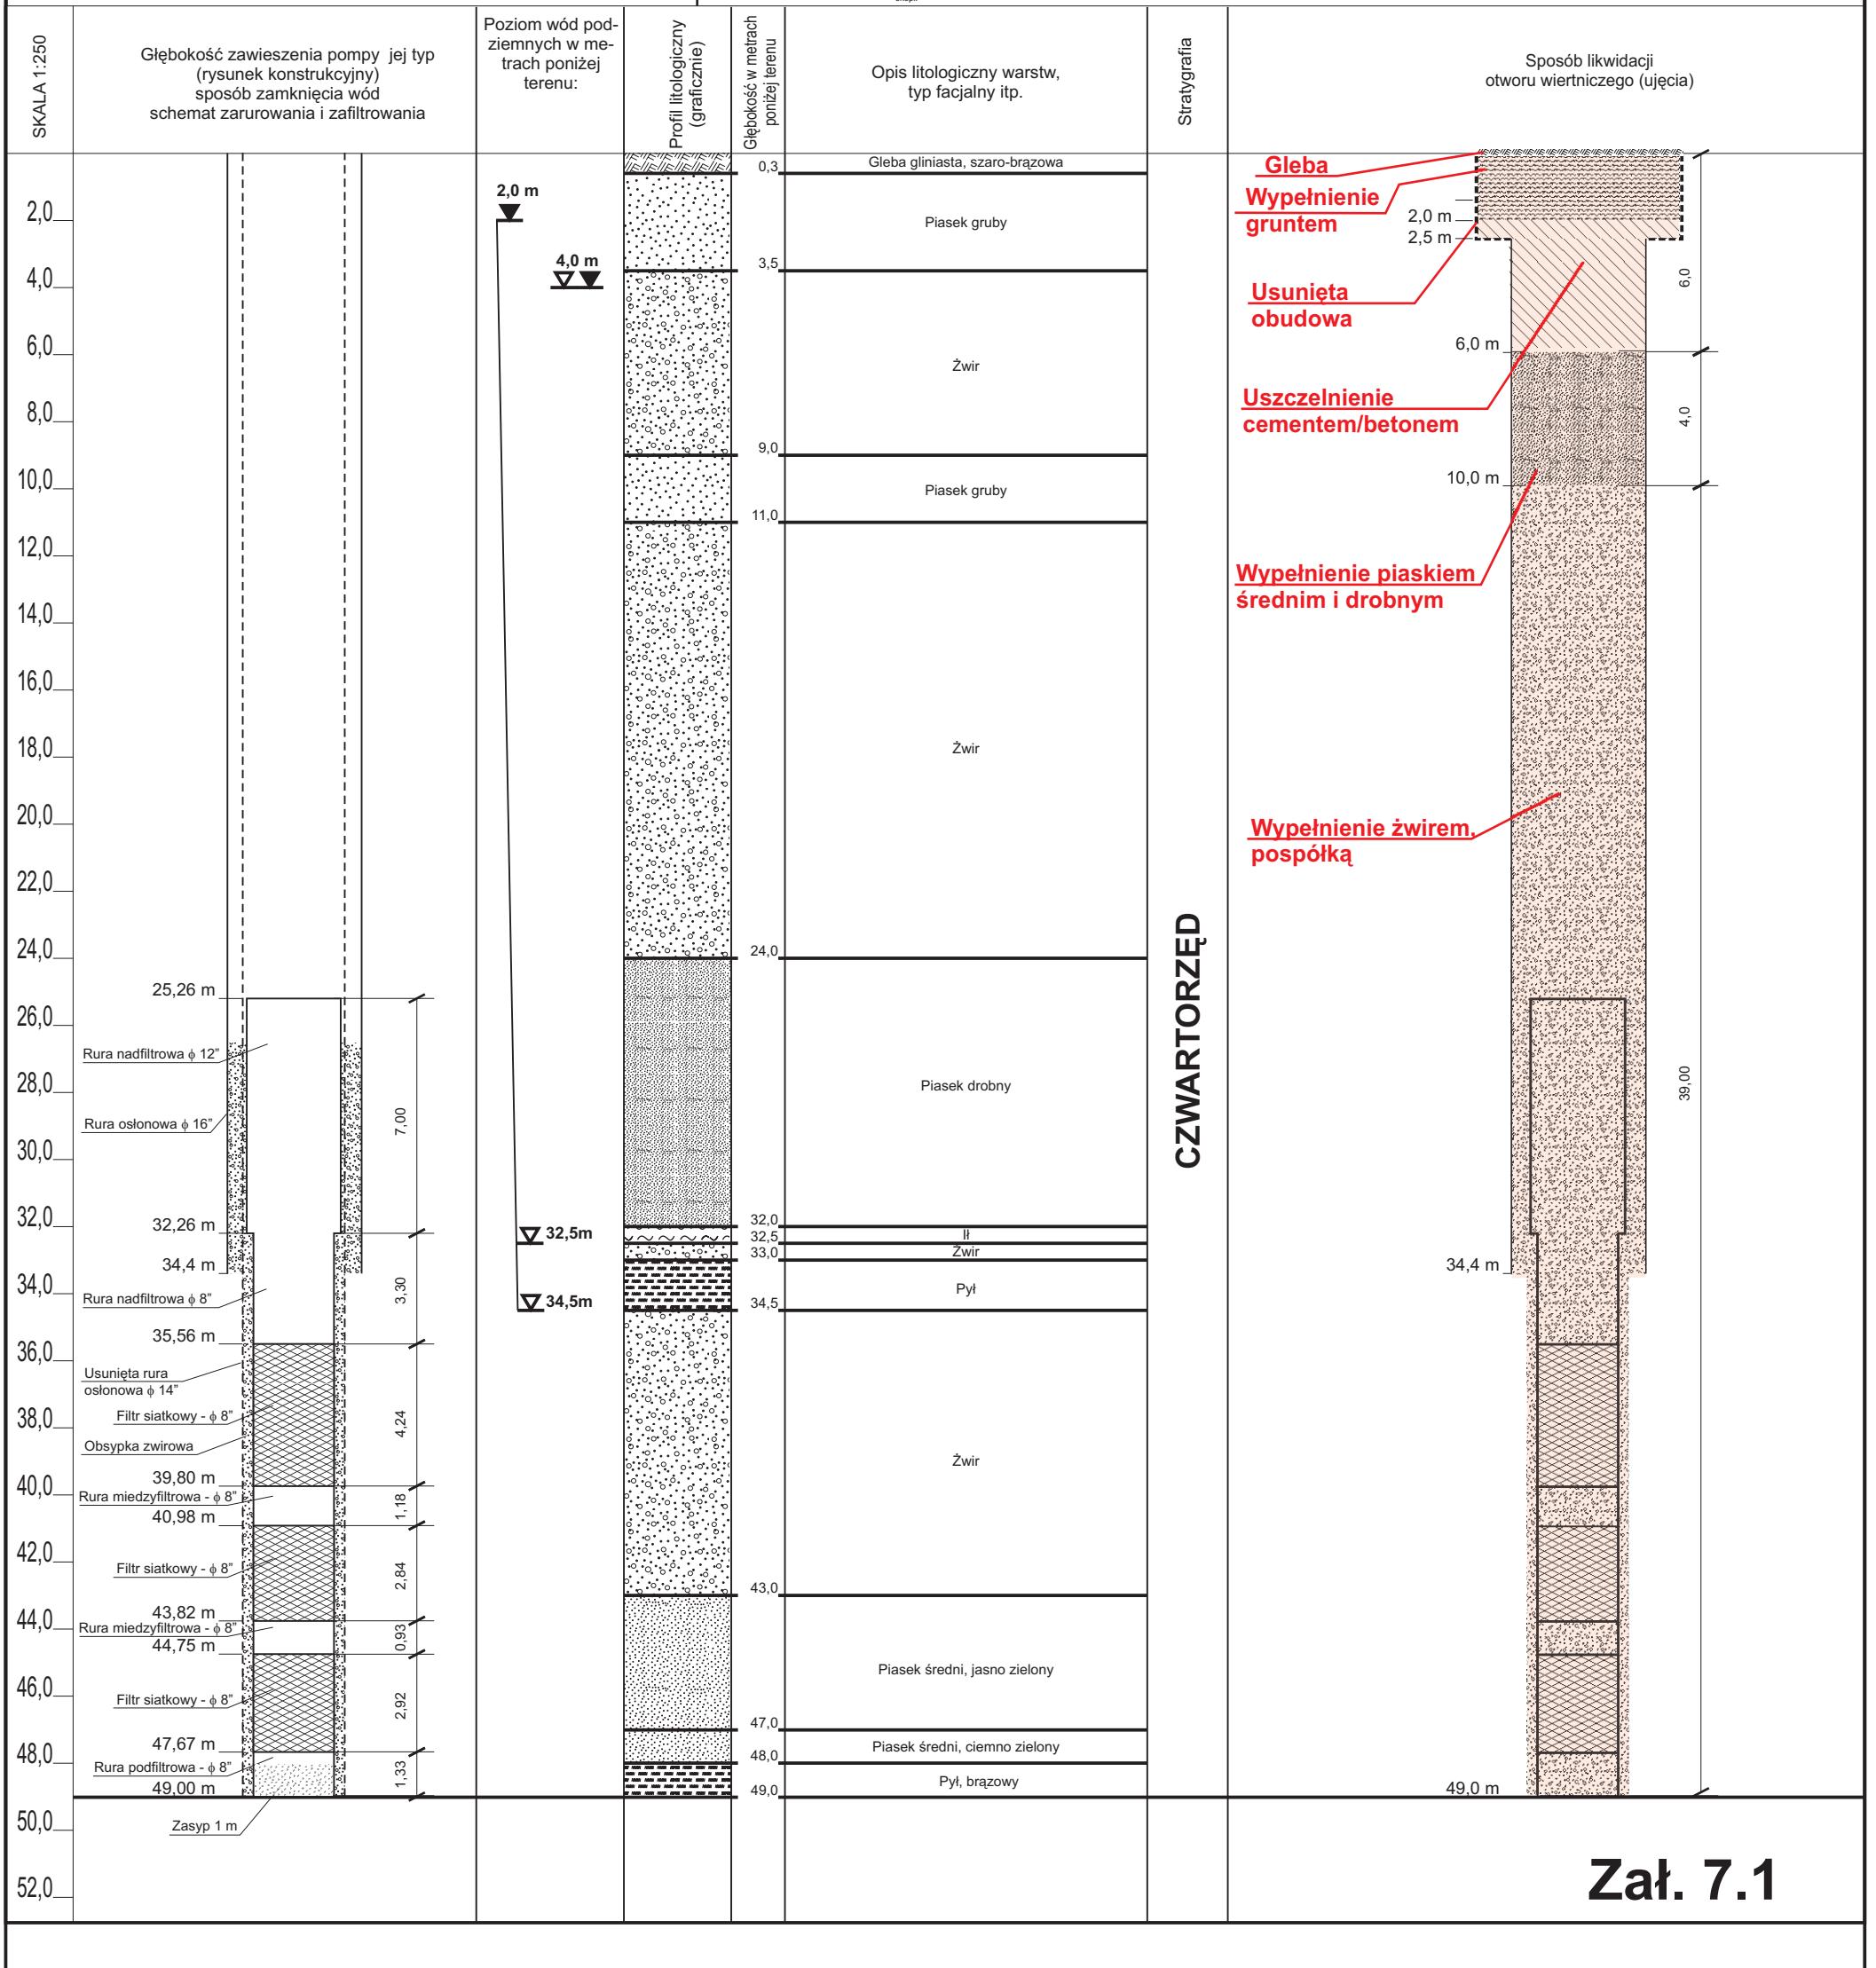 SKALA 1:250
Głębokość zawieszenia pompy jej typ
(rysunek konstrukcyjny)
sposób zamknięcia wód
schemat zarurowania i zafiltrowania
Poziom wód pod-
ziemnych w me-
trach poniżej
terenu:
Profil litologiczny
(graficznie)
Głębokość w metrach
poniżej terenu
Opis litologiczny warstw,
typ facjalny itp.
Stratygrafia
Sposób likwidacji
otworu wiertniczego (ujęcia)
2,0
4,0
6,0
8,0
10,0
12,0
14,0
16,0
18,0
20,0
22,0
24,0
26,0
28,0
30,0
32,0
34,0
36,0
38,0
40,0
42,0
44,0
46,0
48,0
50,0
52,0
25,26 m
Rura nadfiltrowa ϕ 12”
Rura osłonowa ϕ 16”
32,26 m
34,4 m
Rura nadfiltrowa ϕ 8”
35,56 m
Usunięta rura
osłonowa ϕ 14”
Filtr siatkowy - ϕ 8”
Obsypka zwirowa
39,80 m
Rura miedzyfiltrowa - ϕ 8”
40,98 m
Filtr siatkowy - ϕ 8”
43,82 m
Rura miedzyfiltrowa - ϕ 8”
44,75 m
Filtr siatkowy - ϕ 8”
47,67 m
Rura podfiltrowa - ϕ 8”
49,00 m
Zasyp 1 m
7,00
3,30
4,24
1,18
2,84
0,93
2,92
1,33
2,0 m
4,0 m
32,5m
34,5m
0,3
3,5
9,0
11,0
24,0
32,0
32,5
33,0
34,5
43,0
47,0
48,0
49,0
Gleba gliniasta, szaro-brązowa
Piasek gruby
Żwir
Piasek gruby
Żwir
Piasek drobny
Ił
Żwir
Pył
Żwir
Piasek średni, jasno zielony
Piasek średni, ciemno zielony
Pył, brązowy
CZWARTORZĘD
Gleba
Wypełnienie
gruntem
2,0 m
2,5 m
Usunięta
obudowa
6,0 m
Uszczelnienie
cementem/betonem
10,0 m
Wypełnienie piaskiem
średnim i drobnym
Wypełnienie żwirem,
pospółką
34,4 m
49,0 m
6,0
4,0
39,00
Zał. 7.1